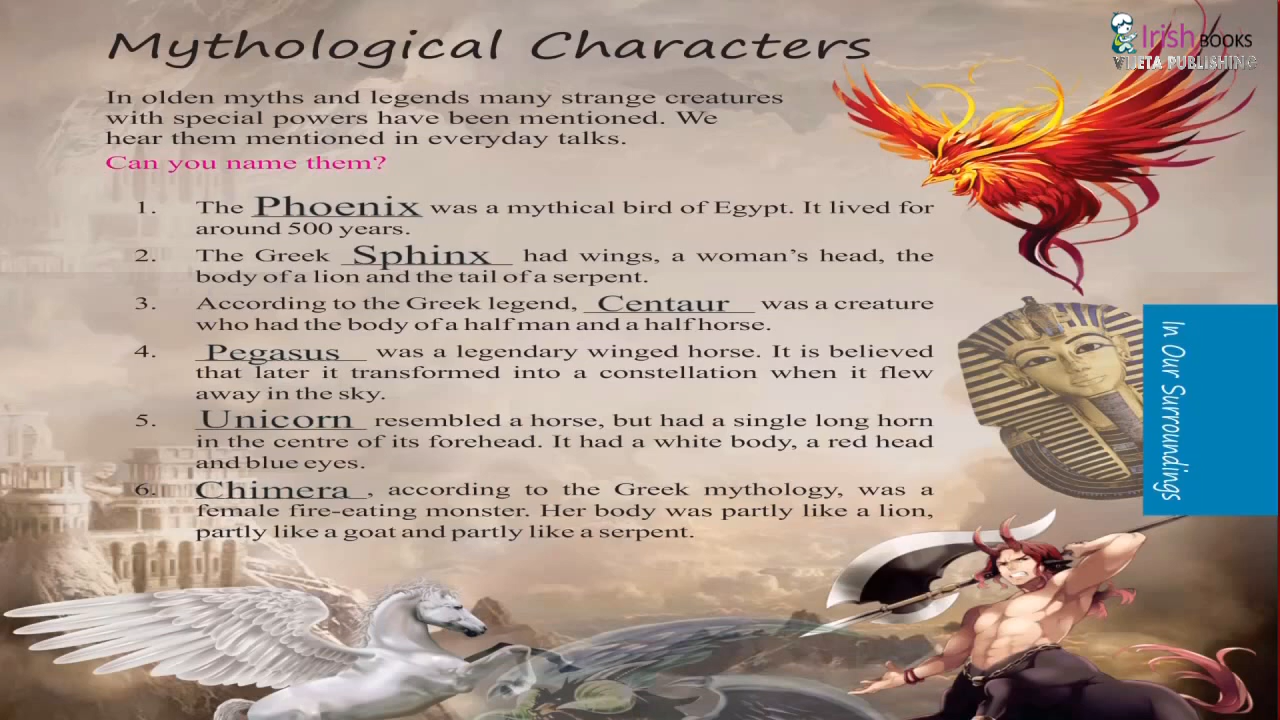 Mythological Characters
Irish BOOKS
VIJETA PUBLISHING
In olden myths and legends many strange creatures
with special powers have been mentioned. We
hear them mentioned in everyday talks.
Can you name them?
1. The Phoenix was a mythical bird of Egypt. It lived for
around 500 years.
2. The Greek Sphinx had wings, a woman's head, the
body of a lion and the tail of a serpent.
3. According to the Greek legend, Centaur was a creature
who had the body of a half man and a half horse.
4. Pegasus was a legendary winged horse. It is believed
that later it transformed into a constellation when it flew
away in the sky.
5. Unicorn resembled a horse, but had a single long horn
in the centre of its forehead. It had a white body, a red head
and blue eyes.
6. Chimera, according to the Greek mythology, was a
female fire-eating monster. Her body was partly like a lion,
partly like a goat and partly like a serpent.
In Our Surroundings